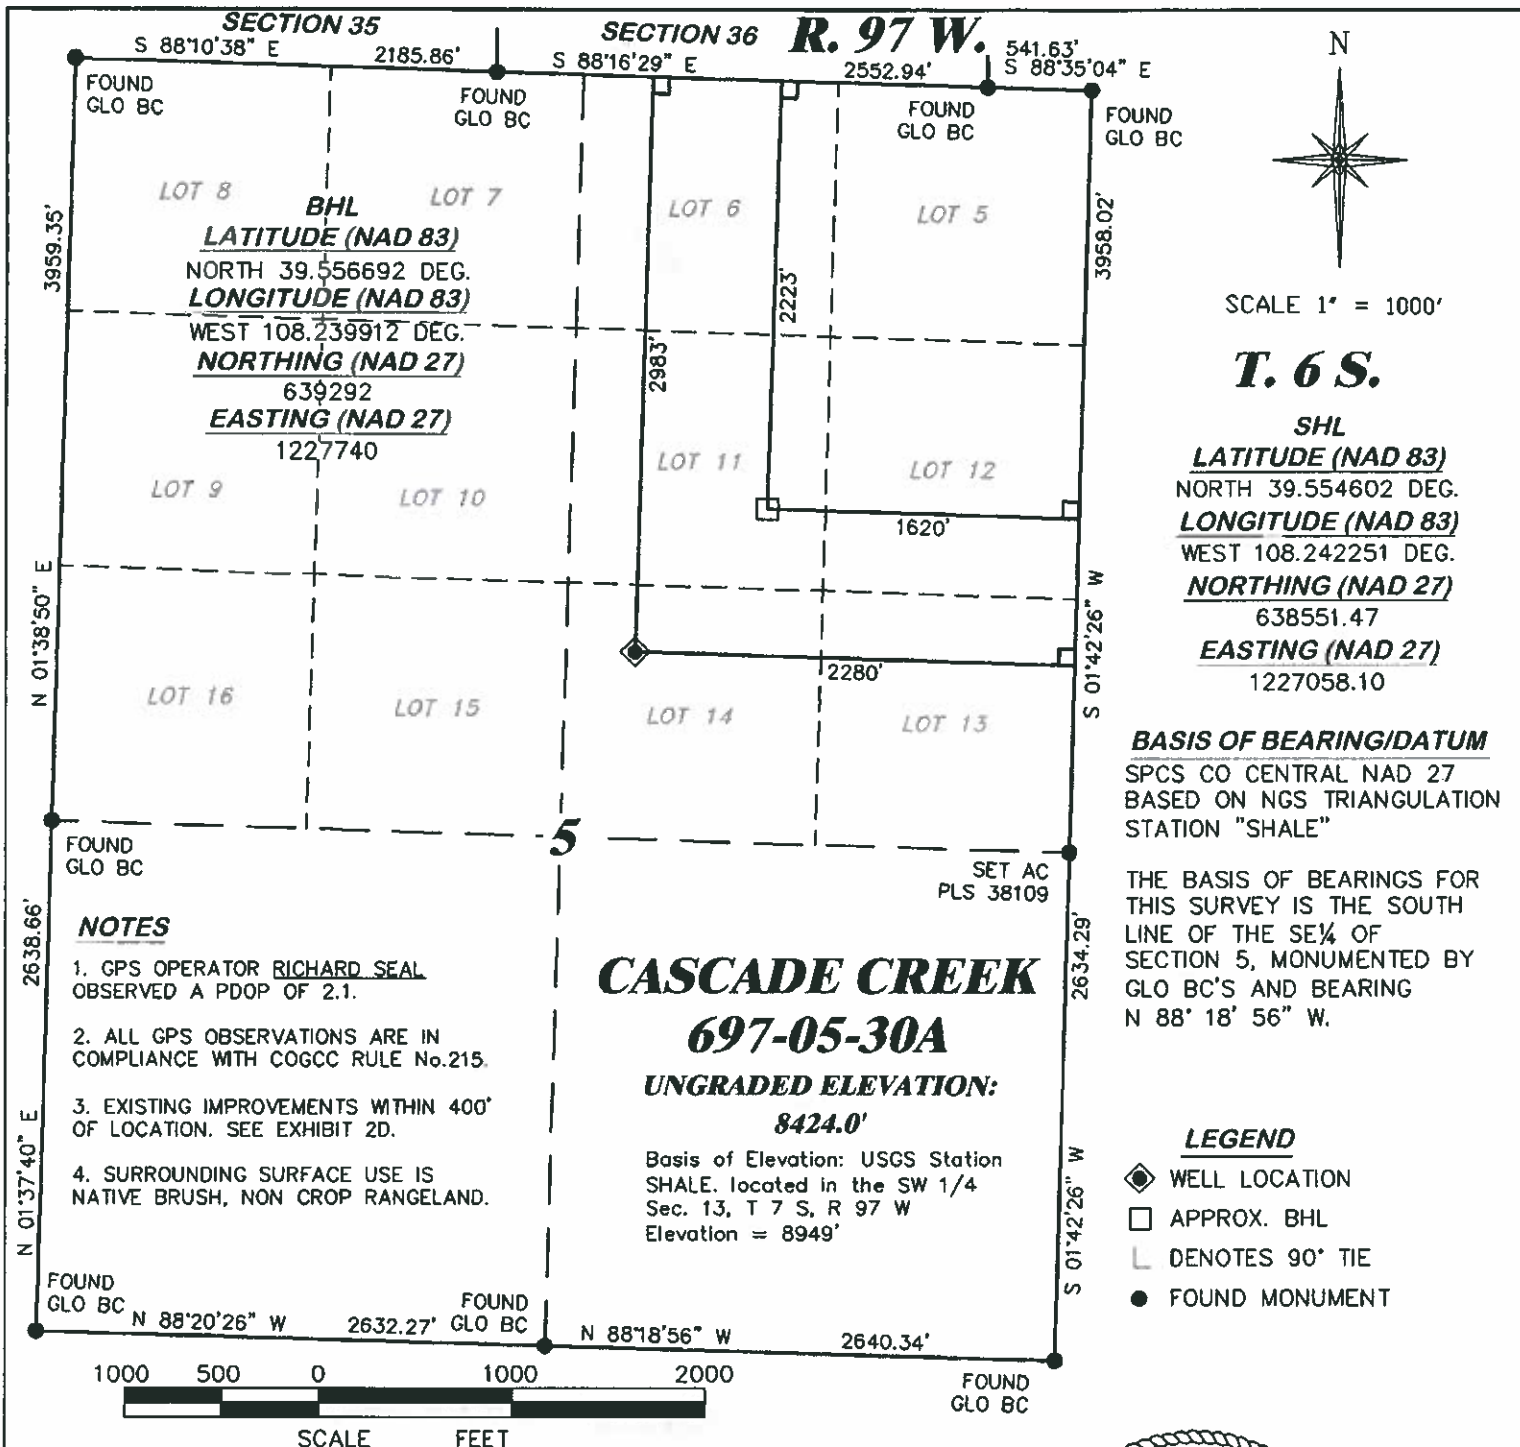 SECTION 35
SECTION 36
R. 97 W.
S 88°10'38" E
2185.86'
S 88°16'29" E
2552.94'
541.63'
S 88°35'04" E
N
FOUND
GLO BC
FOUND
GLO BC
FOUND
GLO BC
FOUND
GLO BC
LOT 8
LOT 7
LOT 6
LOT 5
3959.35'
3958.02'
BHL
LATITUDE (NAD 83)
NORTH 39.556692 DEG.
LONGITUDE (NAD 83)
WEST 108.239912 DEG.
NORTHING (NAD 27)
639292
EASTING (NAD 27)
1227740
2983'
2223'
SCALE 1" = 1000'
T. 6 S.
SHL
LATITUDE (NAD 83)
NORTH 39.554602 DEG.
LONGITUDE (NAD 83)
WEST 108.242251 DEG.
NORTHING (NAD 27)
638551.47
EASTING (NAD 27)
1227058.10
LOT 9
LOT 10
LOT 11
LOT 12
1620'
N 01°38'50" E
S 01°42'26" W
2280'
LOT 16
LOT 15
LOT 14
LOT 13
BASIS OF BEARING/DATUM
SPCS CO CENTRAL NAD 27
BASED ON NGS TRIANGULATION
STATION "SHALE"
THE BASIS OF BEARINGS FOR
THIS SURVEY IS THE SOUTH
LINE OF THE SE¼ OF
SECTION 5, MONUMENTED BY
GLO BC'S AND BEARING
N 88° 18' 56" W.
5
FOUND
GLO BC
SET AC
PLS 38109
2638.66'
2634.29'
NOTES
1. GPS OPERATOR RICHARD SEAL
OBSERVED A PDOP OF 2.1.
2. ALL GPS OBSERVATIONS ARE IN
COMPLIANCE WITH COGCC RULE No.215.
3. EXISTING IMPROVEMENTS WITHIN 400'
OF LOCATION. SEE EXHIBIT 2D.
4. SURROUNDING SURFACE USE IS
NATIVE BRUSH, NON CROP RANGELAND.
CASCADE CREEK
697-05-30A
UNGRADED ELEVATION:
8424.0'
Basis of Elevation: USGS Station
SHALE. located in the SW 1/4
Sec. 13, T 7 S, R 97 W
Elevation = 8949'
LEGEND
WELL LOCATION
APPROX. BHL
DENOTES 90° TIE
FOUND MONUMENT
N 01°37'40" E
S 01°42'26" W
FOUND
GLO BC
N 88°20'26" W
2632.27'
FOUND
GLO BC
N 88°18'56" W
2640.34'
FOUND
GLO BC
1000 500 0 1000 2000
SCALE FEET